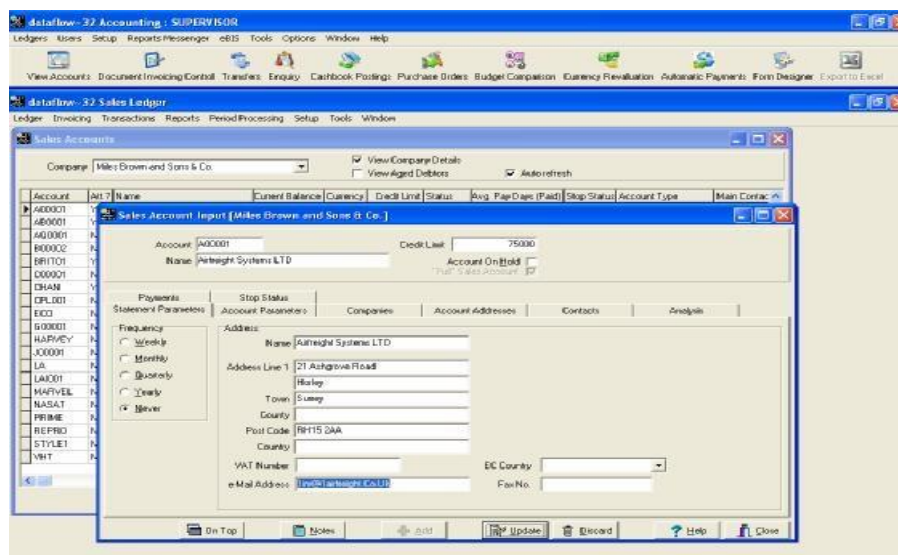 dataflow-32 Accounting : SUPERVISOR
Ledgers Users Setup Reports Messenger eBIS Tools Options Window Help
View Accounts Document Invoicing Control Transfers Enquiry Cashbook Postings Purchase Orders Budget Comparison Currency Revaluation Automatic Payments Form Designer Export to Excel
dataflow-32 Sales Ledger
Ledger Invoicing Transactions Reports Period Processing Setup Tools Window
Sales Accounts
Company Miles Brown and Sons & Co.
View Company Details
View Aged Debtors Auto refresh
Account Name Current Balance Currency Credit Limit Status Avg. Pay Days (Paid) Stop Status Account Type Main Contac
A00001
AB0001
AQ0001
B00002
BRIT01
C00001
CHAN
CPL001
EICO
G00001
HARVEY
J00001
LA
LAI001
MARVEL
NASAT
PRIME
REPRO
STYLE1
VHT
Sales Account Input [Miles Brown and Sons & Co.]
Account A00001 Credit Limit 75000
Name Airfreight Systems LTD Account On Hold
"Full" Sales Account
Payments Stop Status
Statement Parameters Account Parameters Companies Account Addresses Contacts Analysis
Frequency
Weekly
Monthly
Quarterly
Yearly
Never
Address
Name Airfreight Systems LTD
Address Line 1 21 Ashgrove Road
Horley
Town Surrey
County
Post Code RH15 2AA
Country
VAT Number EC Country
e-Mail Address Fax No.
On Top Notes Add Update Discard Help Close